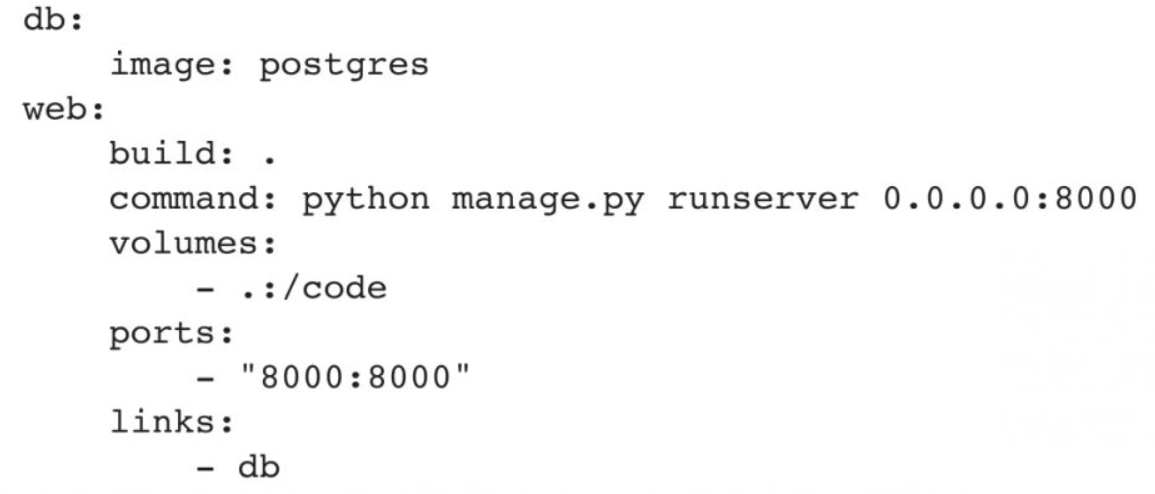 db:
    image: postgres
web:
    build: .
    command: python manage.py runserver 0.0.0.0:8000
    volumes:
        - .:/code
    ports:
        - "8000:8000"
    links:
        - db